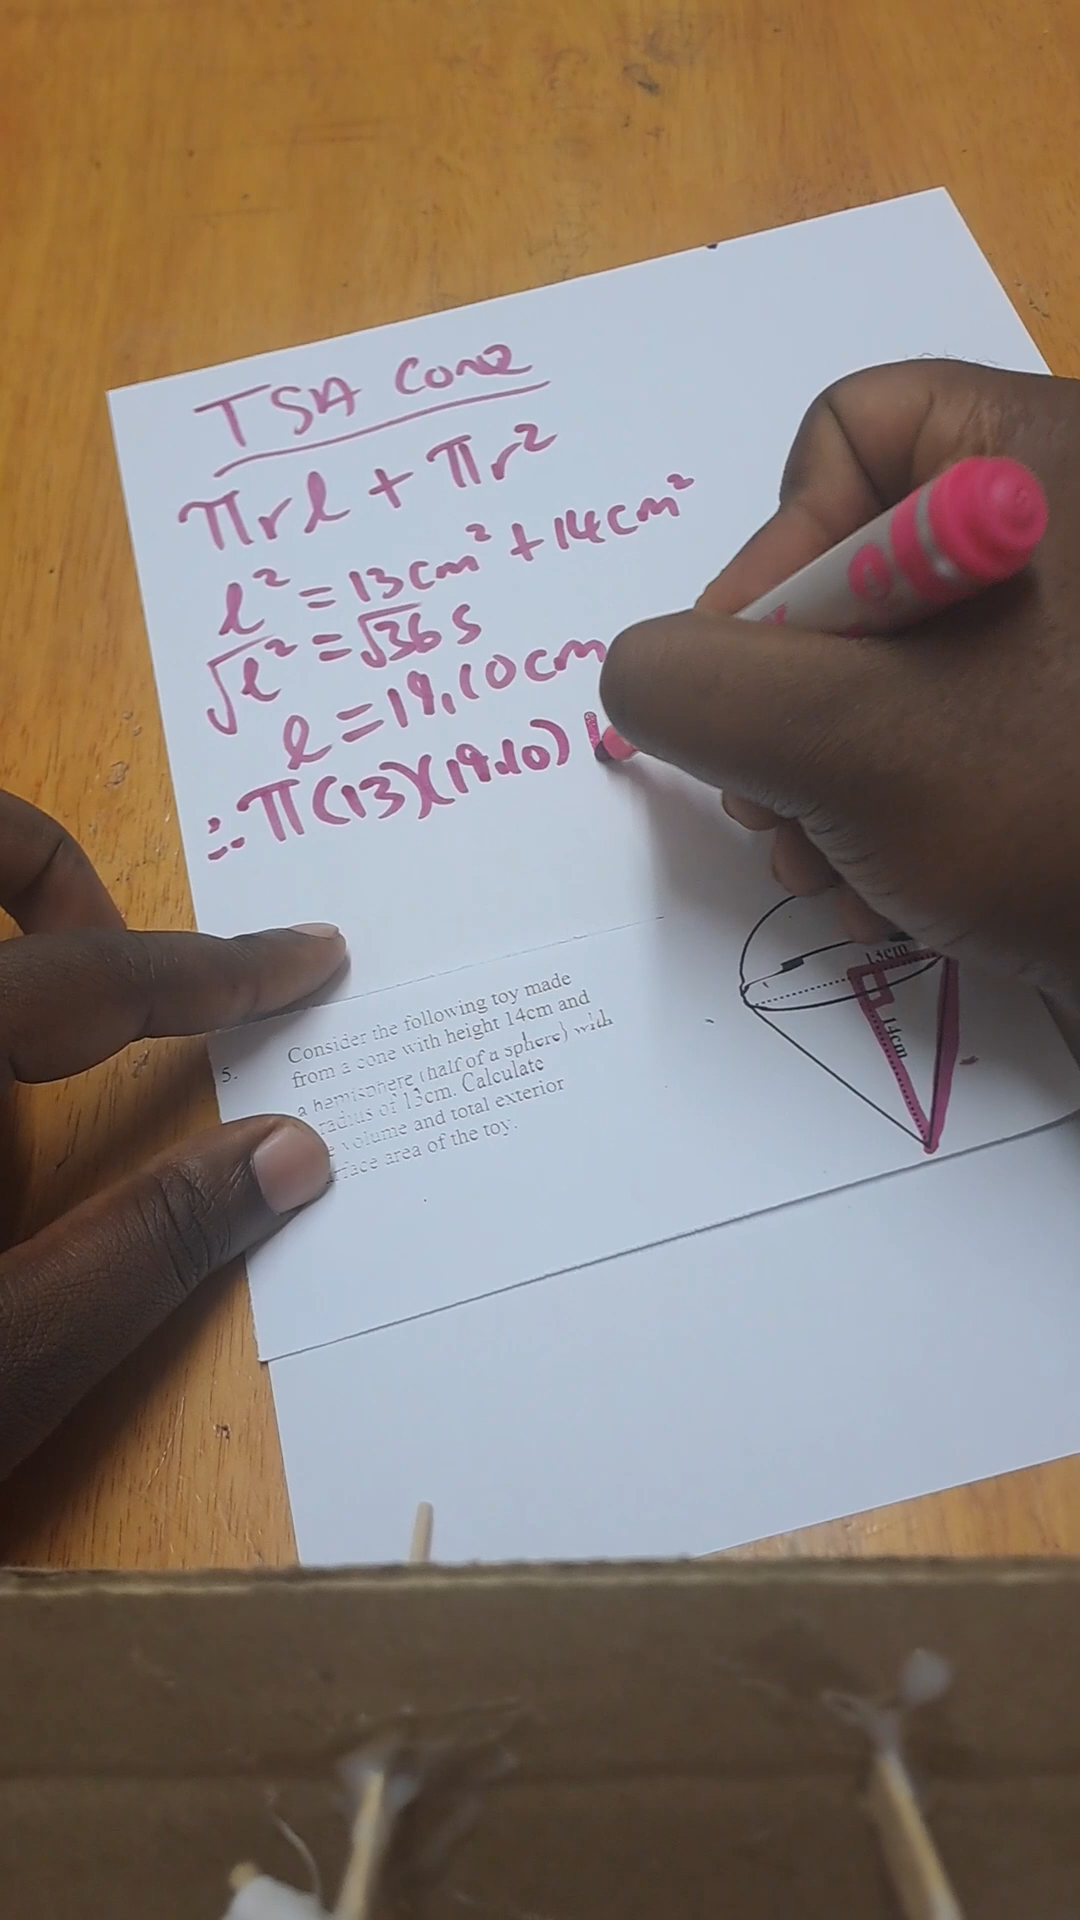 TSA Cone
πrl + πr²
l² = 13cm² + 14cm²
√l² = √365
l = 19,10cm
∴ π(13)(19.10)
5.
Consider the following toy made
from a cone with height 14cm and
a hemisphere (half of a sphere) with
radius of 13cm. Calculate
volume and total exterior
area of the toy.
13cm
14cm